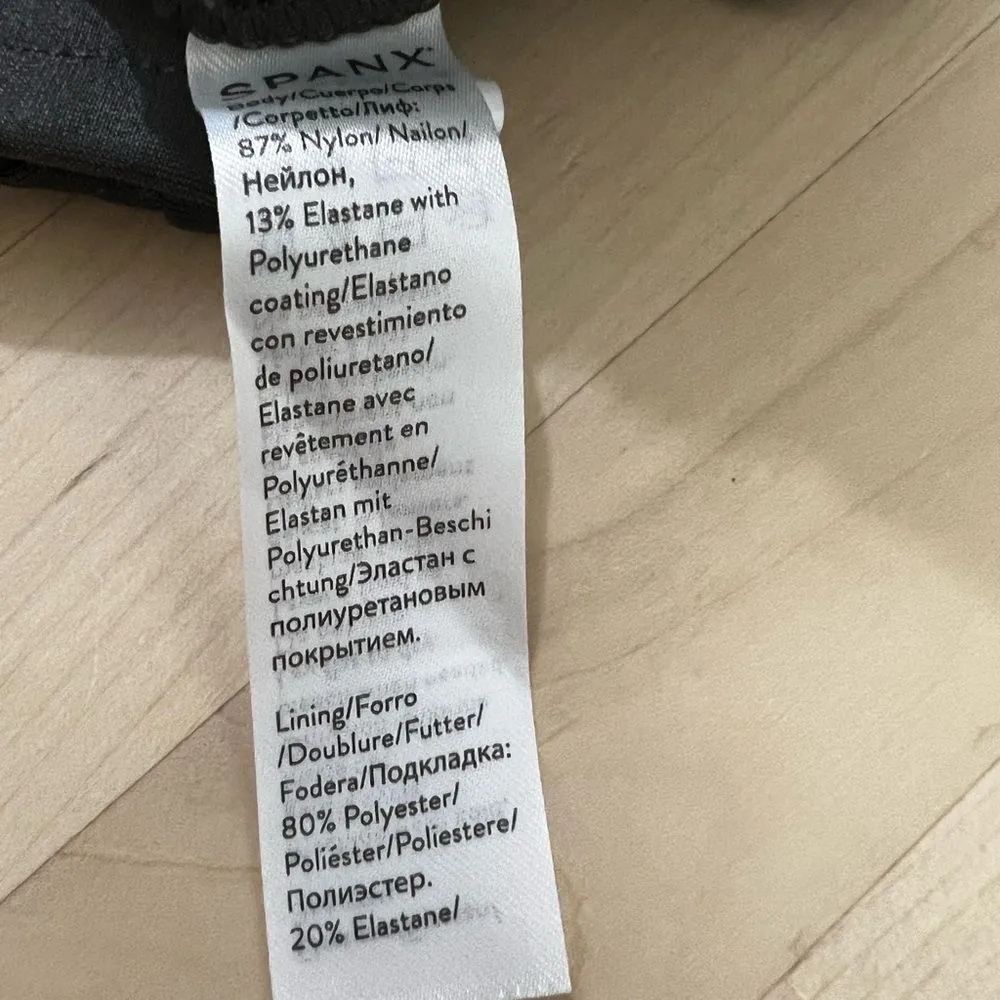 SPANX
Body/Cuerpo/Corps
/Corpetto/Лиф:
87% Nylon/ Nailon/
Нейлон,
13% Elastane with
Polyurethane
coating/Elastano
con revestimiento
de poliuretano/
Elastane avec
revêtement en
Polyuréthanne/
Elastan mit
Polyurethan-Beschi
chtung/Эластан с
полиуретановым
покрытием.
Lining/Forro
/Doublure/Futter/
Fodera/Подкладка:
80% Polyester/
Poliéster/Poliestere/
Полиэстер.
20% Elastane/